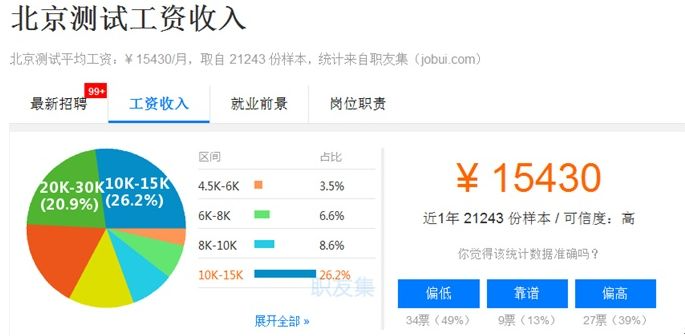 北京测试工资收入
北京测试平均工资：¥ 15430/月，取自 21243 份样本，统计来自职友集（jobui.com）
99+
最新招聘 工资收入 就业前景 岗位职责
20K-30K
(20.9%)
10K-15K
(26.2%)
区间 占比
4.5K-6K 3.5%
6K-8K 6.6%
8K-10K 8.6%
10K-15K 26.2%
职友集
展开全部 »
¥ 15430
近1年 21243 份样本 / 可信度：高
你觉得该统计数据准确吗？
偏低 靠谱 偏高
34票（49%） 9票（13%） 27票（39%）